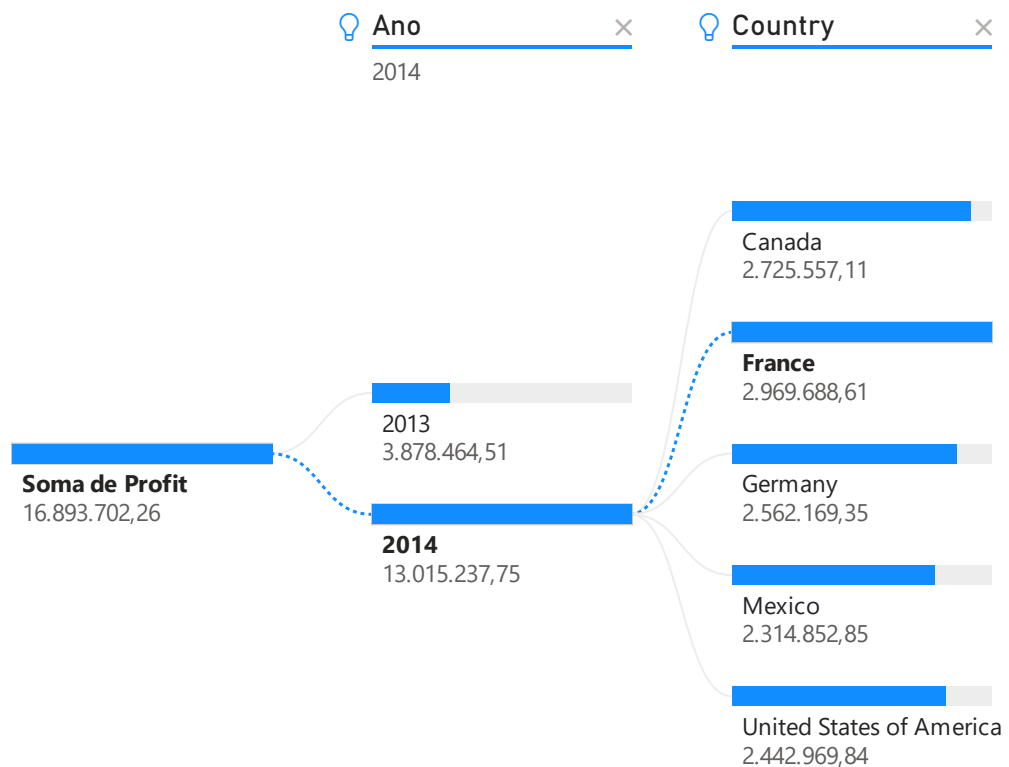 Ano
Country
2014
Canada
2.725.557,11
France
2.969.688,61
2013
3.878.464,51
Soma de Profit
16.893.702,26
Germany
2.562.169,35
2014
13.015.237,75
Mexico
2.314.852,85
United States of America
2.442.969,84